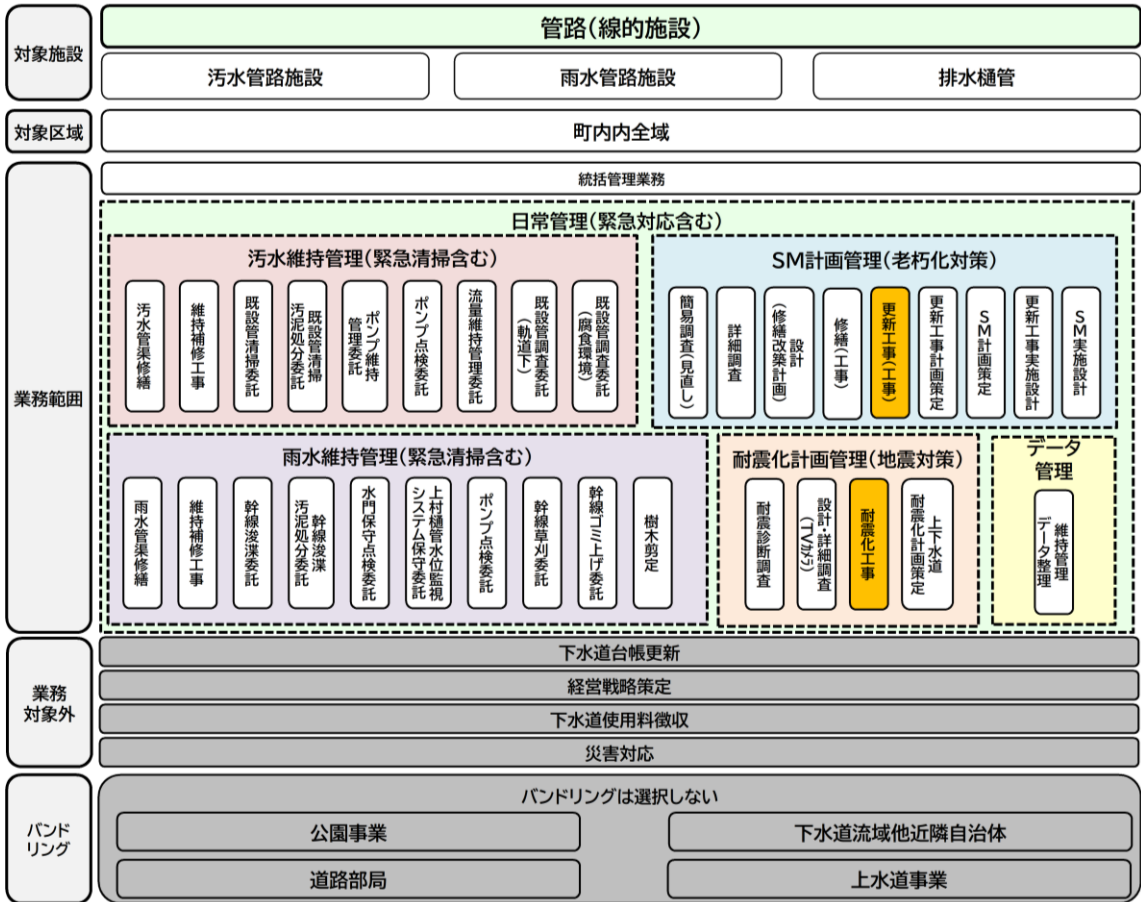 対象施設
管路(線的施設)
汚水管路施設
雨水管路施設
排水樋管
対象区域
町内内全域
業務範囲
統括管理業務
日常管理(緊急対応含む)
汚水維持管理(緊急清掃含む)
汚水管渠修繕
維持補修工事
既設管清掃委託
既設管清掃
汚泥処分委託
ポンプ維持
管理委託
ポンプ点検委託
流量維持管理委託
既設管調査委託
(軌道下)
既設管調査委託
(腐食環境)
SM計画管理(老朽化対策)
簡易調査(見直し)
詳細調査
設計
(修繕改築計画)
修繕(工事)
更新工事(工事)
更新工事計画策定
SM計画策定
更新工事実施設計
SM実施設計
雨水維持管理(緊急清掃含む)
雨水管渠修繕
維持補修工事
幹線浚渫委託
幹線浚渫
汚泥処分委託
水門保守点検委託
上村樋管水位監視
システム保守委託
ポンプ点検委託
幹線草刈委託
幹線ゴミ上げ委託
樹木剪定
耐震化計画管理(地震対策)
耐震診断調査
設計・詳細調査
(TVカメラ)
耐震化工事
上下水道
耐震化計画策定
データ
管理
維持管理
データ整理
業務
対象外
下水道台帳更新
経営戦略策定
下水道使用料徴収
災害対応
バンド
リング
バンドリングは選択しない
公園事業
下水道流域他近隣自治体
道路部局
上水道事業